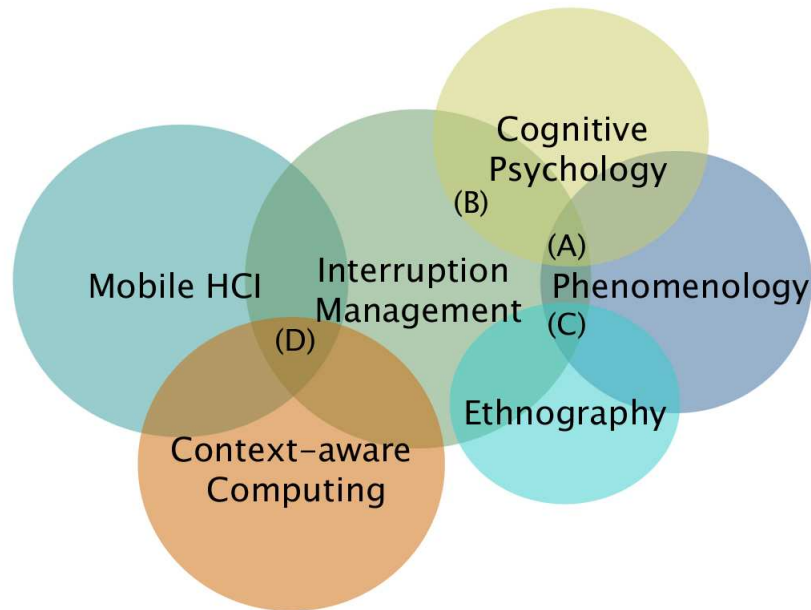 Cognitive
Psychology
(B)
(A)
Mobile HCI
Interruption
Management
Phenomenology
(C)
(D)
Ethnography
Context-aware
Computing